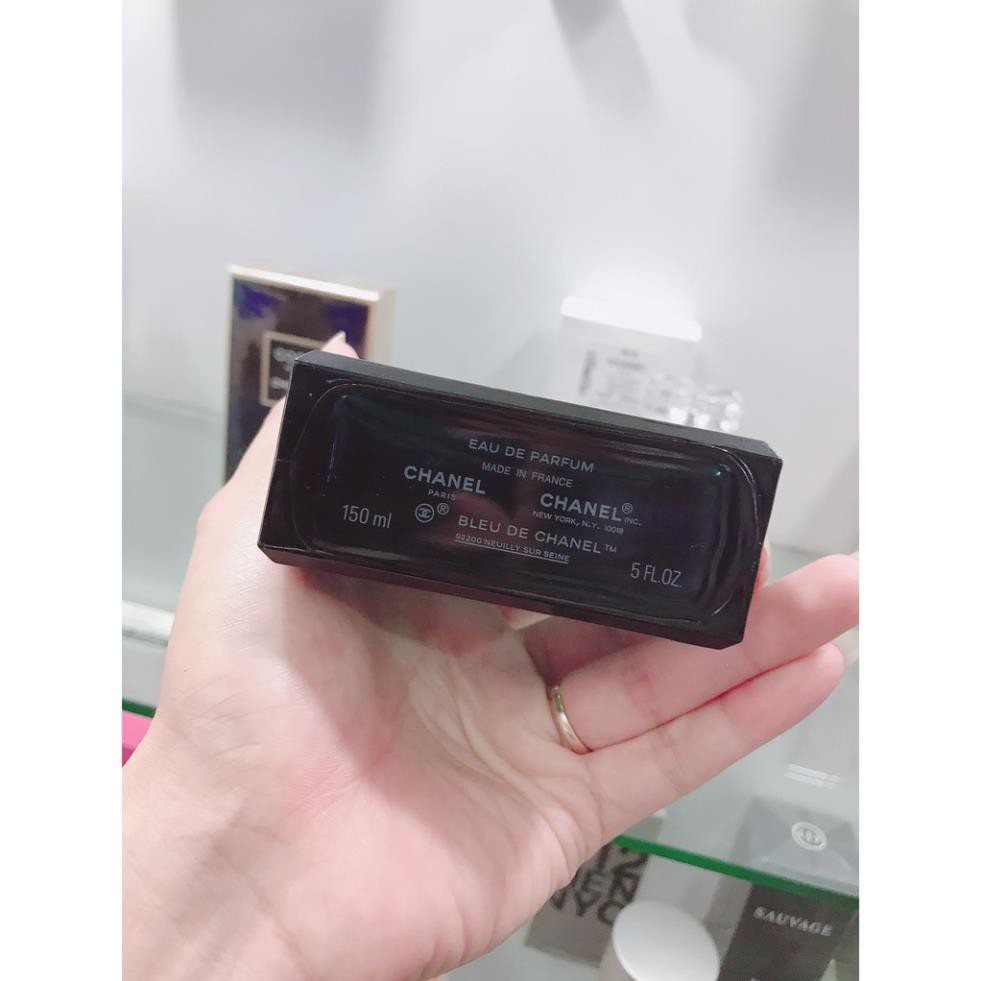 EAU DE PARFUM
MADE IN FRANCE
CHANEL
PARIS
CHANEL®
INC.
NEW YORK, N.Y. 10019
150 ml
®
BLEU DE CHANEL™
92200 NEUILLY SUR SEINE
5 FL.OZ.
SAUVAGE